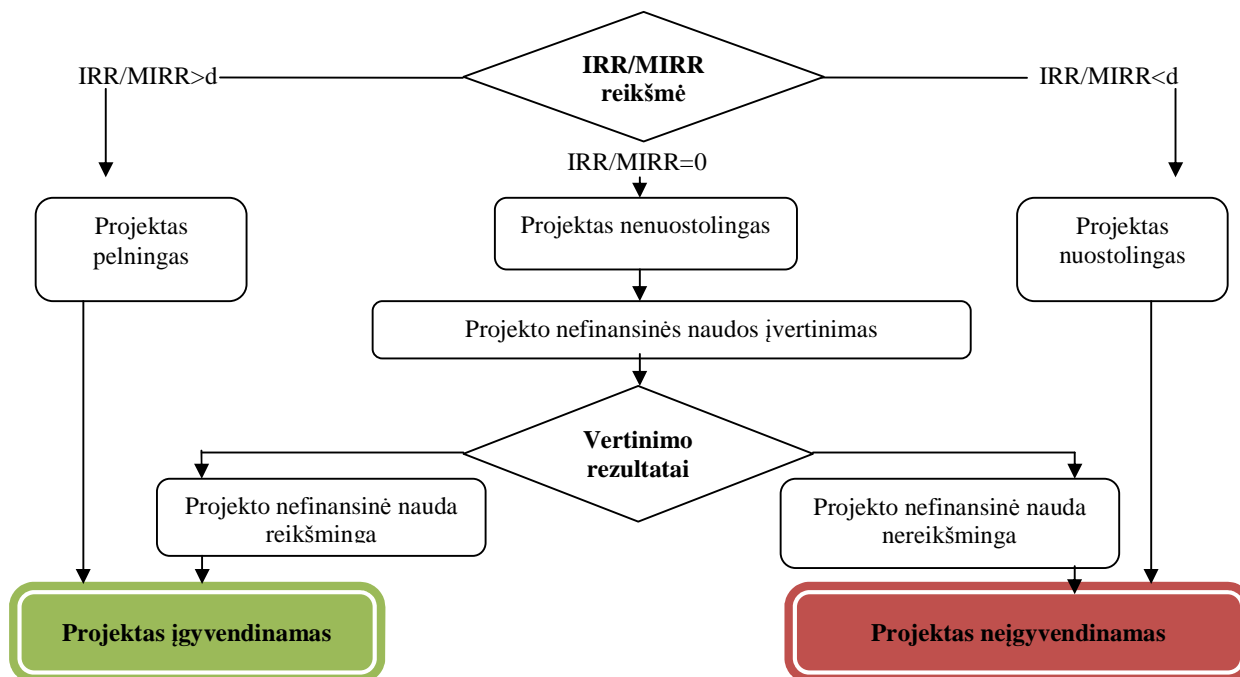 IRR/MIRR
reikšmė
IRR/MIRR>d
IRR/MIRR<d
IRR/MIRR=0
Projektas
pelningas
Projektas nenuostolingas
Projektas
nuostolingas
Projekto nefinansinės naudos įvertinimas
Vertinimo
rezultatai
Projekto nefinansinė nauda
reikšminga
Projekto nefinansinė nauda
nereikšminga
Projektas įgyvendinamas
Projektas neįgyvendinamas